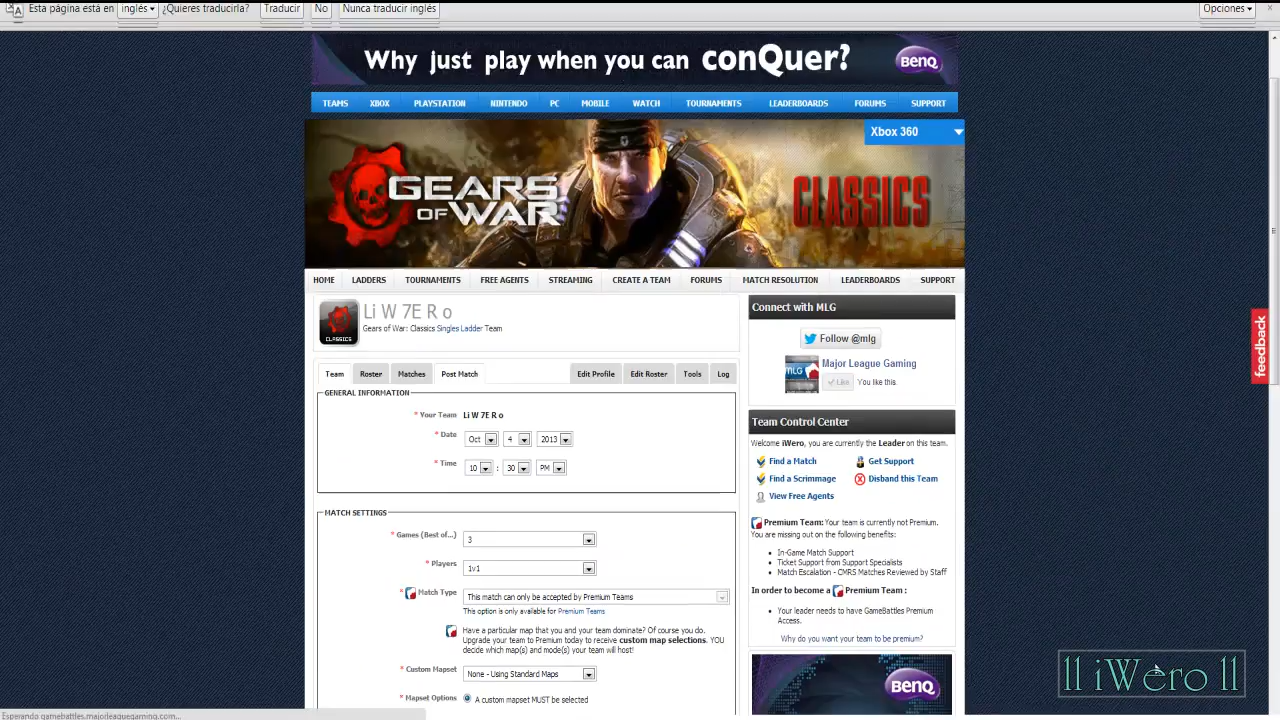 Esta página está en inglés ¿Quieres traducirla? Traducir No Nunca traducir inglés Opciones
Why just play when you can conQuer? BenQ
TEAMS XBOX PLAYSTATION NINTENDO PC MOBILE WATCH TOURNAMENTS LEADERBOARDS FORUMS SUPPORT
Xbox 360
GEARS OF WAR CLASSICS
HOME LADDERS TOURNAMENTS FREE AGENTS STREAMING CREATE A TEAM FORUMS MATCH RESOLUTION LEADERBOARDS SUPPORT
CLASSICS
Li W 7E R o
Gears of War: Classics Singles Ladder Team
Team Roster Matches Post Match Edit Profile Edit Roster Tools Log
GENERAL INFORMATION
* Your Team Li W 7E R o
* Date Oct 4 2013
* Time 10 : 30 PM
MATCH SETTINGS
* Games (Best of...) 3
* Players 1v1
* Match Type This match can only be accepted by Premium Teams
This option is only available for Premium Teams
Have a particular map that you and your team dominate? Of course you do.
Upgrade your team to Premium today to receive custom map selections. YOU
decide which map(s) and mode(s) your team will host!
* Custom Mapset None - Using Standard Maps
* Mapset Options A custom mapset MUST be selected
Connect with MLG
Follow @mlg
MLG Major League Gaming
Like You like this.
Team Control Center
Welcome iWero, you are currently the Leader on this team.
Find a Match Get Support
Find a Scrimmage Disband this Team
View Free Agents
Premium Team: Your team is currently not Premium.
You are missing out on the following benefits:
In-Game Match Support
Ticket Support from Support Specialists
Match Escalation - CMRS Matches Reviewed by Staff
In order to become a Premium Team :
Your leader needs to have GameBattles Premium
Access.
Why do you want your team to be premium?
BenQ
feedback
Esperando gamebattles.majorleaguegaming.com...
|| iWèro ||